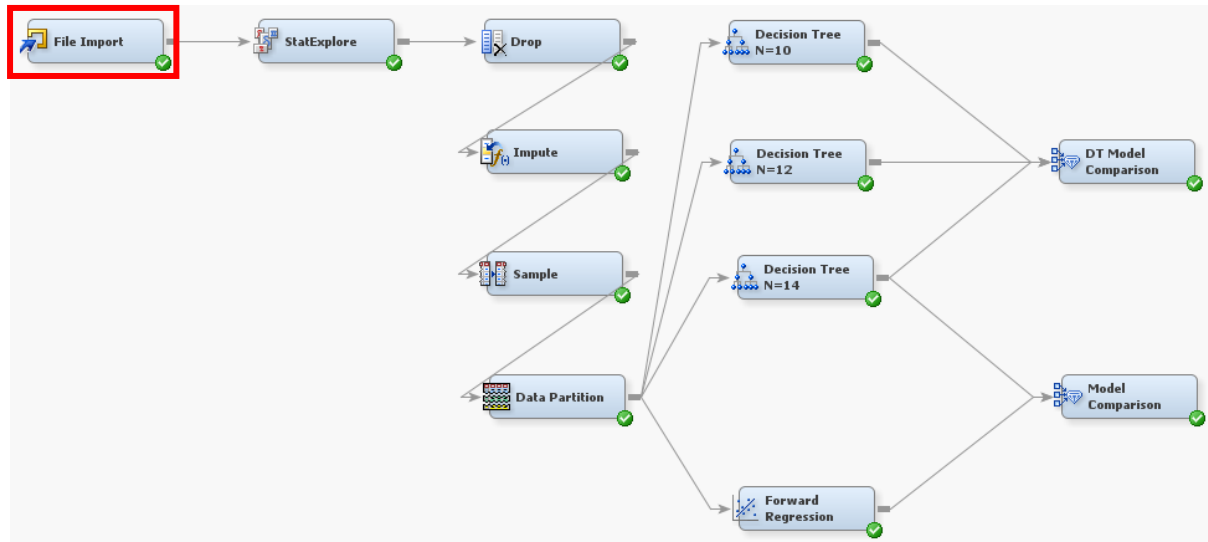 File Import
StatExplore
Drop
Impute
Sample
Data Partition
Decision Tree
N=10
Decision Tree
N=12
Decision Tree
N=14
Forward
Regression
DT Model
Comparison
Model
Comparison